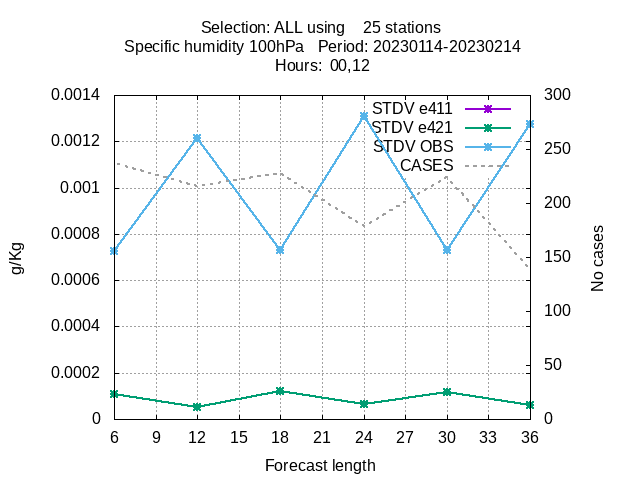 Selection: ALL using    25 stations
Specific humidity 100hPa   Period: 20230114-20230214
Hours:  00,12
STDV e411
STDV e421
STDV OBS
CASES
g/Kg
0.0014
0.0012
0.001
0.0008
0.0006
0.0004
0.0002
0
300
250
200
150
100
50
0
No cases
6 9 12 15 18 21 24 27 30 33 36
Forecast length